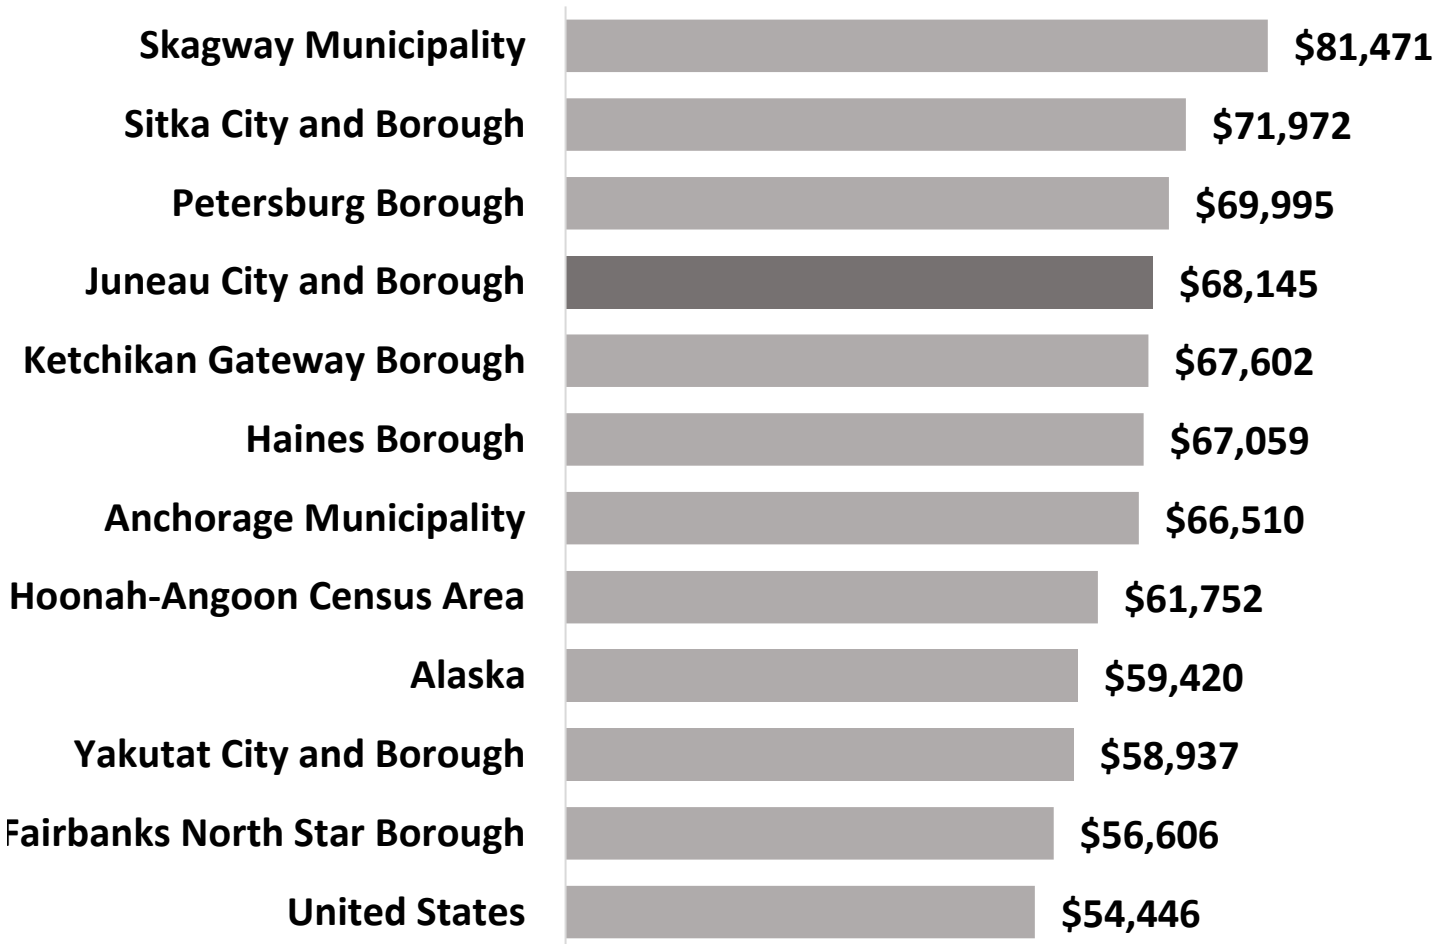 Skagway Municipality $81,471
Sitka City and Borough $71,972
Petersburg Borough $69,995
Juneau City and Borough $68,145
Ketchikan Gateway Borough $67,602
Haines Borough $67,059
Anchorage Municipality $66,510
Hoonah-Angoon Census Area $61,752
Alaska $59,420
Yakutat City and Borough $58,937
Fairbanks North Star Borough $56,606
United States $54,446